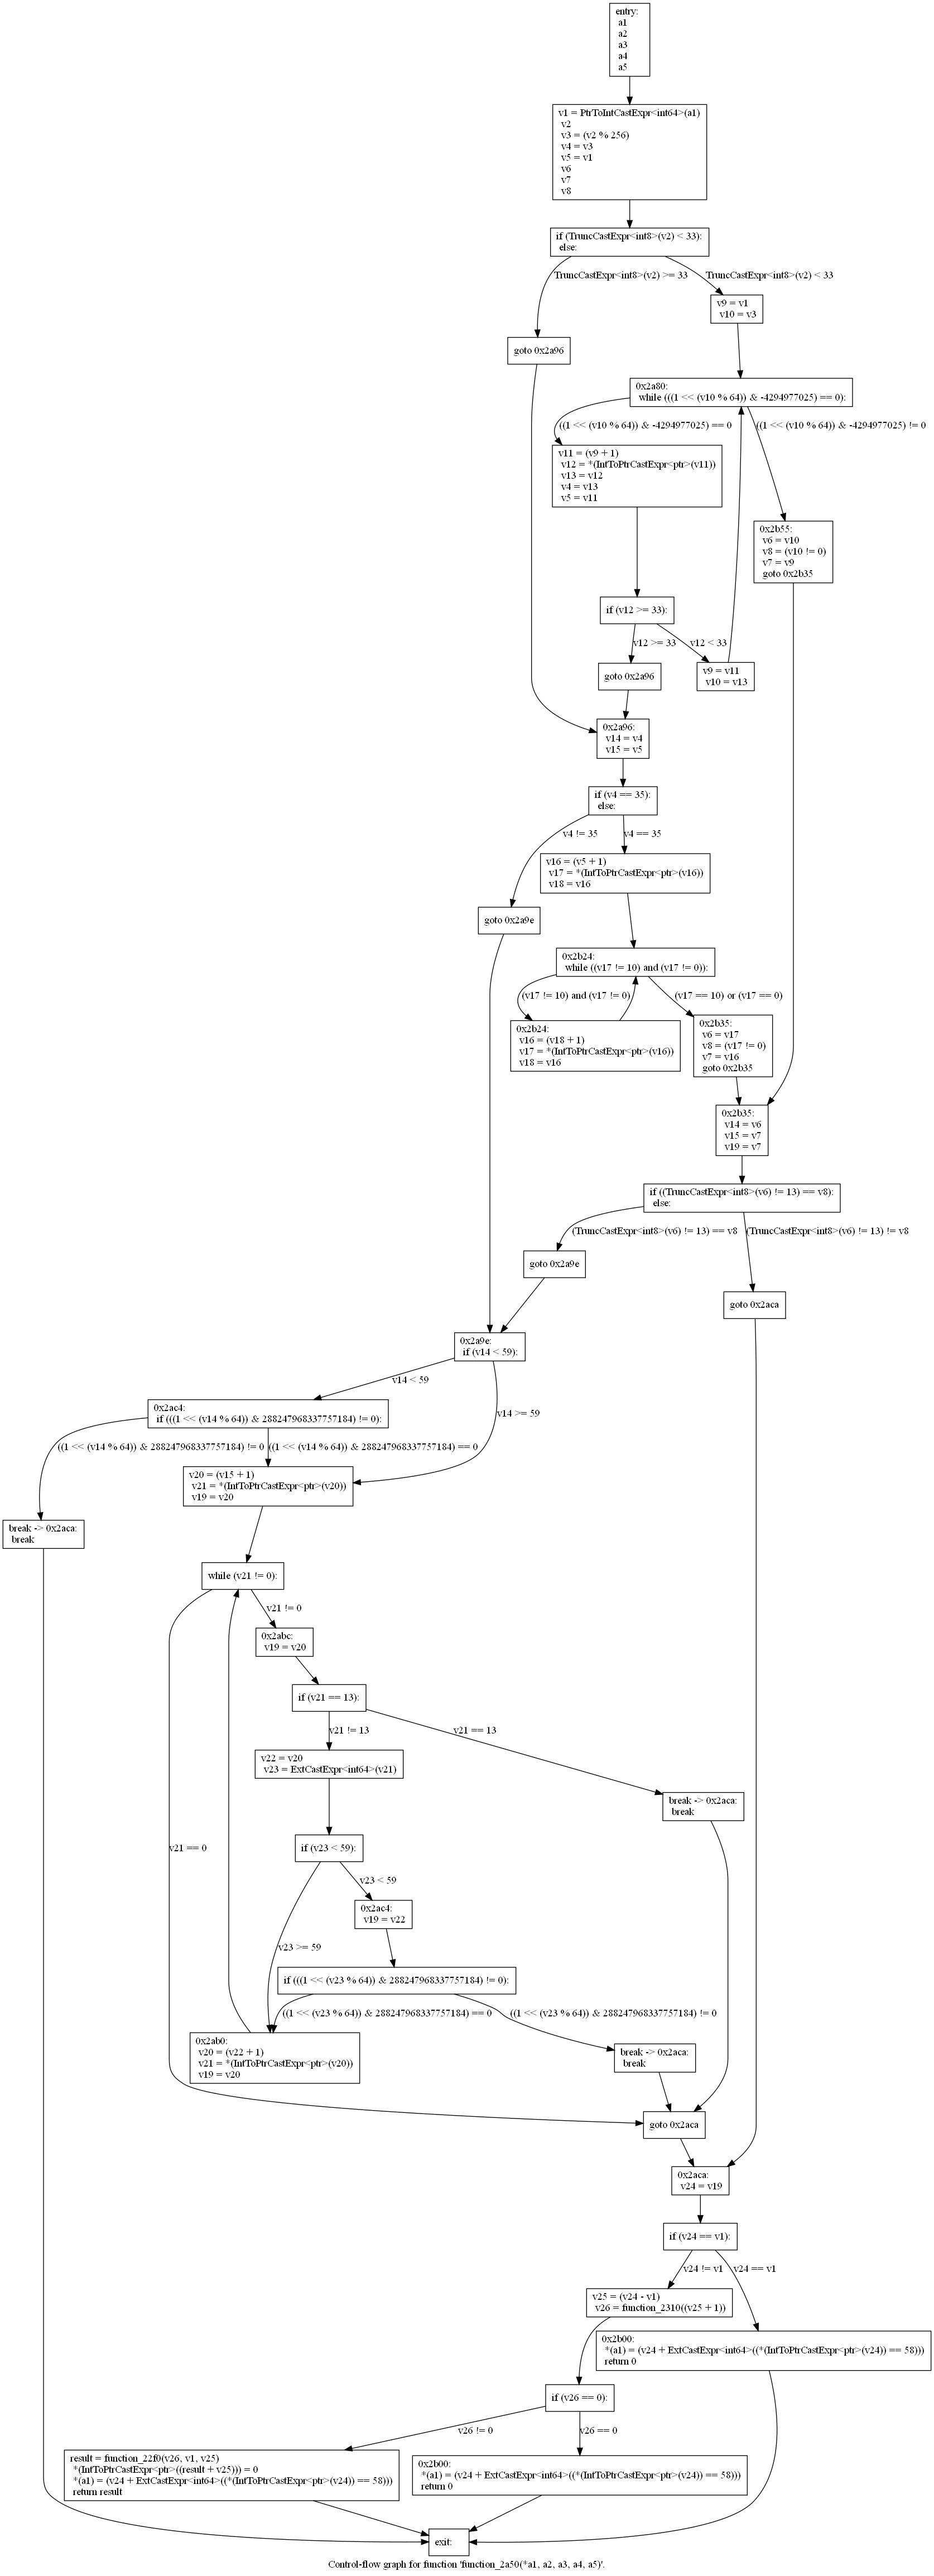 entry:
a1
a2
a3
a4
a5
v1 = PtrToIntCastExpr<int64>(a1)
v2
v3 = (v2 % 256)
v4 = v3
v5 = v1
v6
v7
v8
if (TruncCastExpr<int8>(v2) < 33):
else:
TruncCastExpr<int8>(v2) >= 33
TruncCastExpr<int8>(v2) < 33
v9 = v1
v10 = v3
goto 0x2a96
0x2a80:
while (((1 << (v10 % 64)) & -4294977025) == 0):
((1 << (v10 % 64)) & -4294977025) == 0
((1 << (v10 % 64)) & -4294977025) != 0
v11 = (v9 + 1)
v12 = *(IntToPtrCastExpr<ptr>(v11))
v13 = v12
v4 = v13
v5 = v11
0x2b55:
v6 = v10
v8 = (v10 != 0)
v7 = v9
goto 0x2b35
if (v12 >= 33):
v12 >= 33
v12 < 33
goto 0x2a96
v9 = v11
v10 = v13
0x2a96:
v14 = v4
v15 = v5
if (v4 == 35):
else:
v4 != 35
v4 == 35
v16 = (v5 + 1)
v17 = *(IntToPtrCastExpr<ptr>(v16))
v18 = v16
goto 0x2a9e
0x2b24:
while ((v17 != 10) and (v17 != 0)):
(v17 != 10) and (v17 != 0)
(v17 == 10) or (v17 == 0)
0x2b24:
v16 = (v18 + 1)
v17 = *(IntToPtrCastExpr<ptr>(v16))
v18 = v16
0x2b35:
v6 = v17
v8 = (v17 != 0)
v7 = v16
goto 0x2b35
0x2b35:
v14 = v6
v15 = v7
v19 = v7
if ((TruncCastExpr<int8>(v6) != 13) == v8):
else:
(TruncCastExpr<int8>(v6) != 13) == v8
(TruncCastExpr<int8>(v6) != 13) != v8
goto 0x2a9e
goto 0x2aca
0x2a9e:
if (v14 < 59):
v14 < 59
v14 >= 59
0x2ac4:
if (((1 << (v14 % 64)) & 288247968337757184) != 0):
((1 << (v14 % 64)) & 288247968337757184) != 0
((1 << (v14 % 64)) & 288247968337757184) == 0
v20 = (v15 + 1)
v21 = *(IntToPtrCastExpr<ptr>(v20))
v19 = v20
break -> 0x2aca:
break
while (v21 != 0):
v21 != 0
0x2abc:
v19 = v20
if (v21 == 13):
v21 != 13
v21 == 13
v22 = v20
v23 = ExtCastExpr<int64>(v21)
break -> 0x2aca:
break
v21 == 0
if (v23 < 59):
v23 < 59
0x2ac4:
v19 = v22
v23 >= 59
if (((1 << (v23 % 64)) & 288247968337757184) != 0):
((1 << (v23 % 64)) & 288247968337757184) == 0
((1 << (v23 % 64)) & 288247968337757184) != 0
0x2ab0:
v20 = (v22 + 1)
v21 = *(IntToPtrCastExpr<ptr>(v20))
v19 = v20
break -> 0x2aca:
break
goto 0x2aca
0x2aca:
v24 = v19
if (v24 == v1):
v24 != v1
v24 == v1
v25 = (v24 - v1)
v26 = function_2310((v25 + 1))
0x2b00:
*(a1) = (v24 + ExtCastExpr<int64>((*(IntToPtrCastExpr<ptr>(v24)) == 58)))
return 0
if (v26 == 0):
v26 != 0
v26 == 0
result = function_22f0(v26, v1, v25)
*(IntToPtrCastExpr<ptr>((result + v25))) = 0
*(a1) = (v24 + ExtCastExpr<int64>((*(IntToPtrCastExpr<ptr>(v24)) == 58)))
return result
0x2b00:
*(a1) = (v24 + ExtCastExpr<int64>((*(IntToPtrCastExpr<ptr>(v24)) == 58)))
return 0
exit:
Control-flow graph for function 'function_2a50(*a1, a2, a3, a4, a5)'.